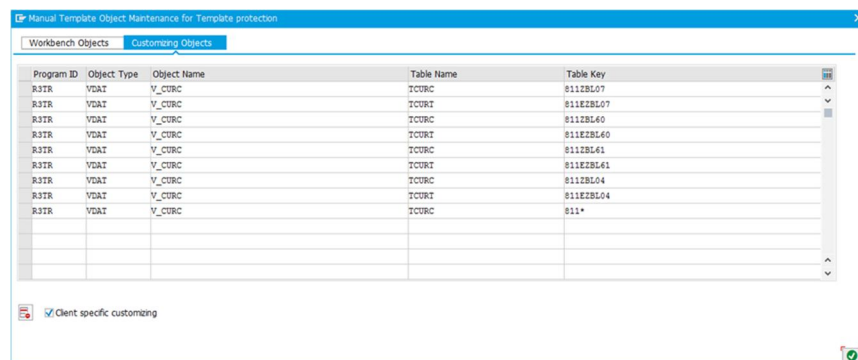 Manual Template Object Maintenance for Template protection
Workbench Objects Customizing Objects
Program ID Object Type Object Name Table Name Table Key
R3TR VDAT V_CURC TCURC 811ZBL07
R3TR VDAT V_CURC TCURT 811EZBL07
R3TR VDAT V_CURC TCURC 811ZBL60
R3TR VDAT V_CURC TCURT 811EZBL60
R3TR VDAT V_CURC TCURC 811ZBL61
R3TR VDAT V_CURC TCURT 811EZBL61
R3TR VDAT V_CURC TCURC 811ZBL04
R3TR VDAT V_CURC TCURT 811EZBL04
R3TR VDAT V_CURC TCURC 811*
Client specific customizing